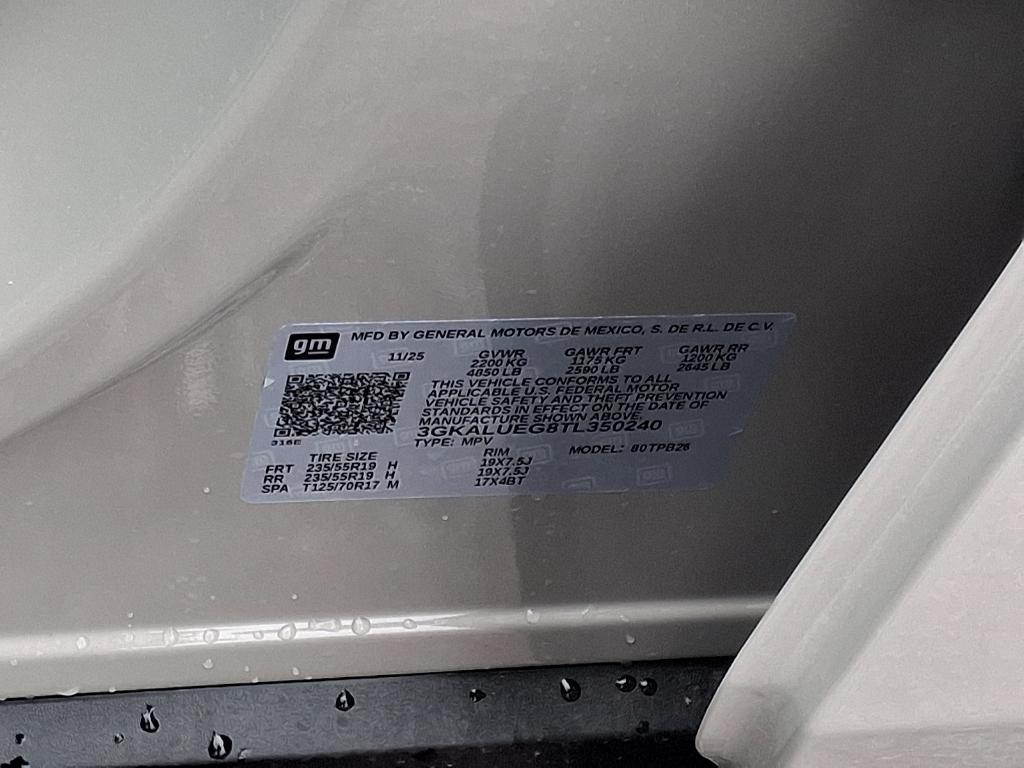 gm MFD BY GENERAL MOTORS DE MEXICO, S. DE R.L. DE C.V.
11/25 GVWR GAWR FRT GAWR RR
2200 KG 1175 KG 1200 KG
4850 LB 2590 LB 2645 LB
THIS VEHICLE CONFORMS TO ALL
APPLICABLE U.S. FEDERAL MOTOR
VEHICLE SAFETY AND THEFT PREVENTION
STANDARDS IN EFFECT ON THE DATE OF
MANUFACTURE SHOWN ABOVE.
3GKALUEG8TL350240
316E
TYPE: MPV MODEL: 80TPB26
TIRE SIZE RIM
FRT 235/55R19 H 19X7.5J
RR 235/55R19 H 19X7.5J
SPA T125/70R17 M 17X4BT